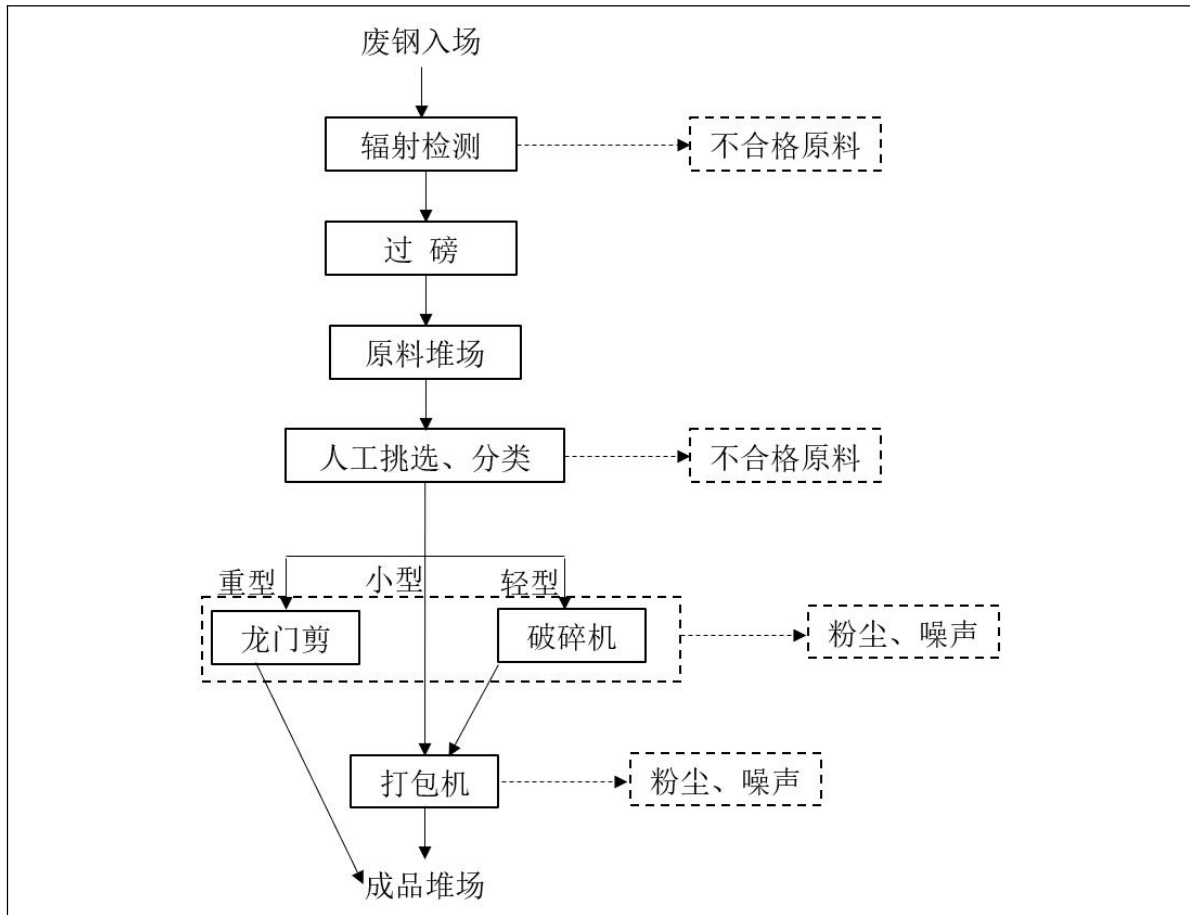 废钢入场
辐射检测
不合格原料
过 磅
原料堆场
人工挑选、分类
不合格原料
重型
小型
轻型
龙门剪
破碎机
粉尘、噪声
打包机
粉尘、噪声
成品堆场